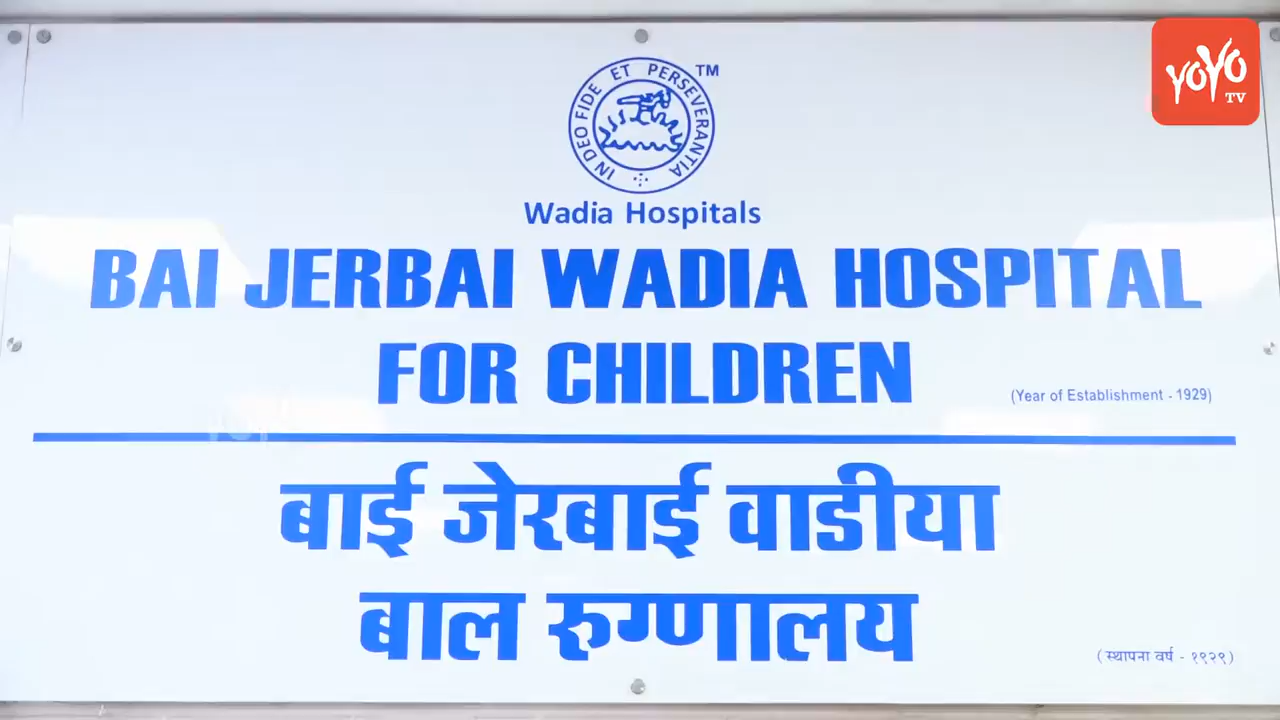 YOYO TV
IN DEO FIDE ET PERSEVERANTIA
TM
Wadia Hospitals
BAI JERBAI WADIA HOSPITAL
FOR CHILDREN
(Year of Establishment - 1929)
बाई जेरबाई वाडीया
बाल रुग्णालय
(स्थापना वर्ष - १९२९)